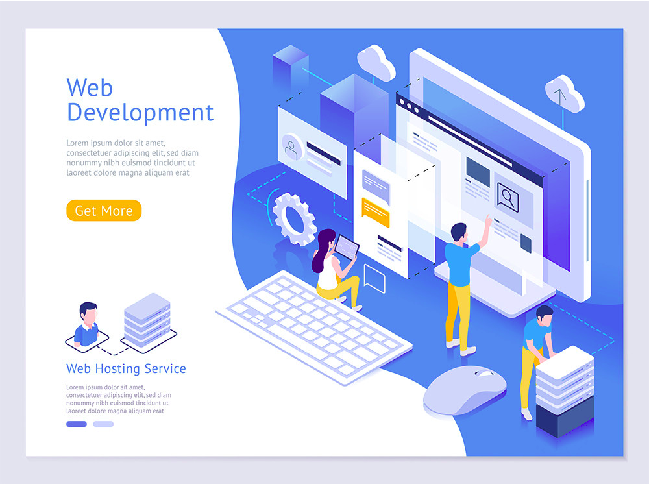 Web
Development
Lorem ipsum dolor sit amet,
consectetuer adipiscing elit, sed diam
nonummy nibh euismod tincidunt ut
laoreet dolore magna aliquam erat
Get More
Web Hosting Service
Lorem ipsum dolor sit amet,
consectetuer adipiscing elit, sed diam
nonummy nibh euismod tincidunt ut
laoreet dolore magna aliquam erat